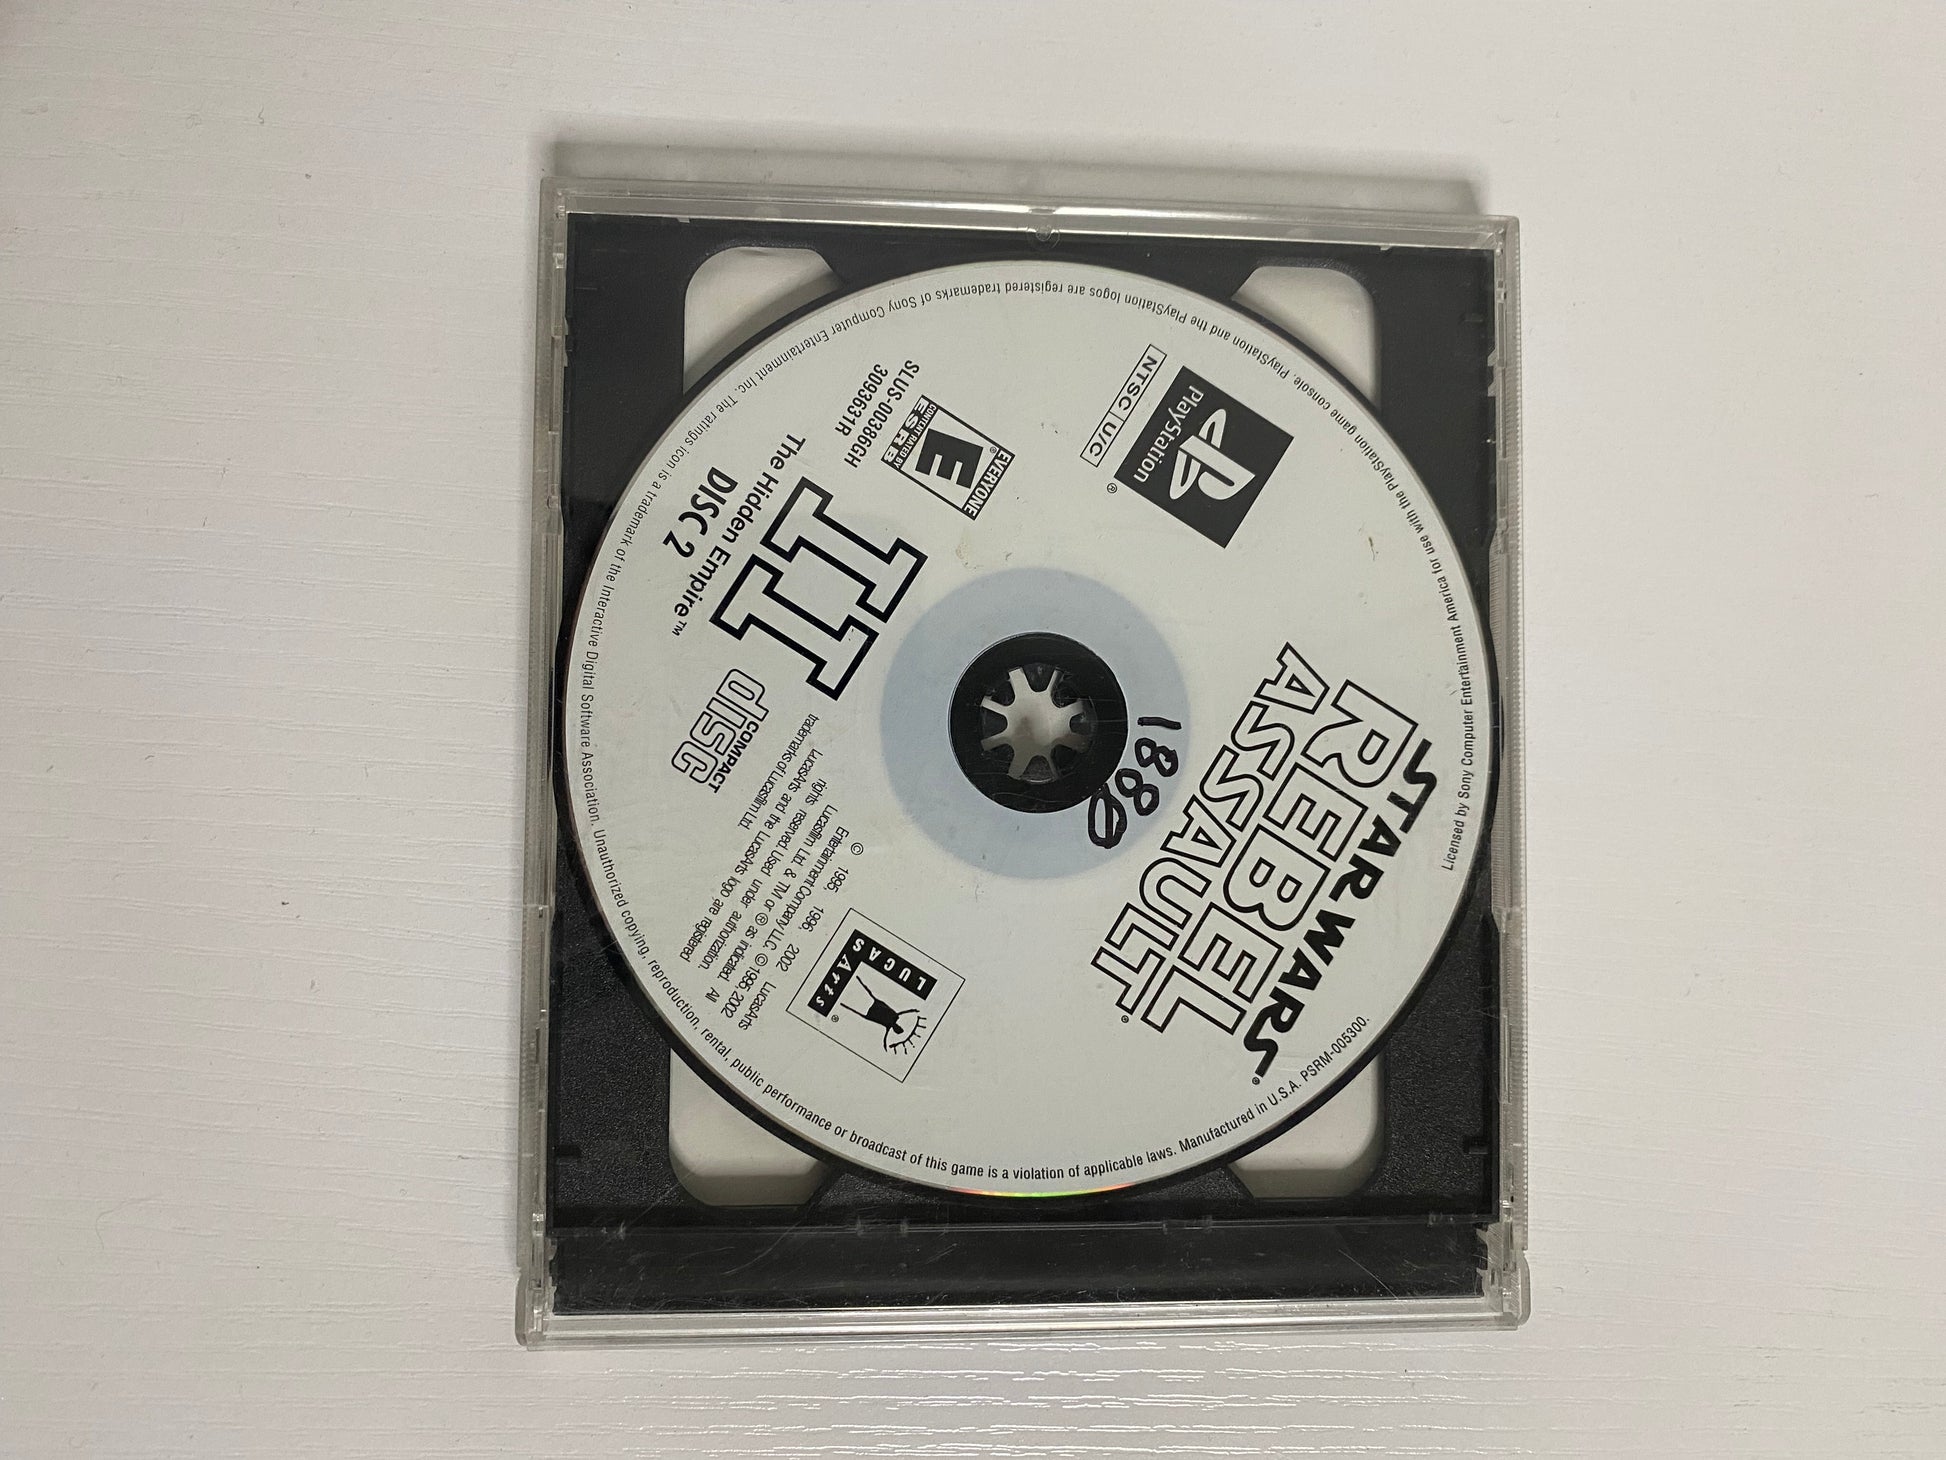 STAR WARS®
REBEL
ASSAULT®
II
The Hidden Empire™
DISC 2
PlayStation®
NTSC U/C
EVERYONE
E®
CONTENT RATED BY
ESRB
SLUS-00386GH
3093631R
1880
LUCAS
Arts®
COMPACT
disc
© 1995, 1996, 2002 LucasArts
Entertainment Company LLC. © 1995, 2002
Lucasfilm Ltd. & TM or ® as indicated. All
rights reserved. Used under authorization.
LucasArts and the LucasArts logo are registered
trademarks of Lucasfilm Ltd.
Licensed by Sony Computer Entertainment America for use with the PlayStation game console. PlayStation and the PlayStation logos are registered trademarks of Sony Computer Entertainment Inc. The ratings icon is a trademark of the Interactive Digital Software Association. Unauthorized copying, reproduction, rental, public performance or broadcast of this game is a violation of applicable laws. Manufactured in U.S.A. PSRM-005300.